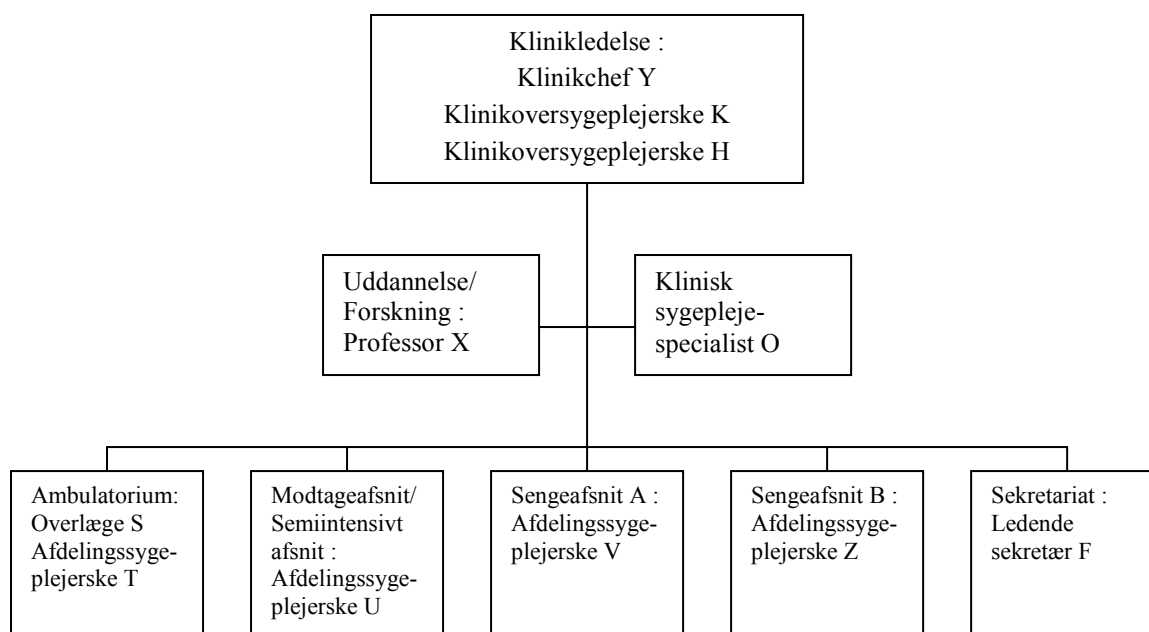 Klinikledelse :
Klinikchef Y
Klinikoversygeplejerske K
Klinikoversygeplejerske H
Uddannelse/
Forskning :
Professor X
Klinisk
sygepleje-
specialist O
Ambulatorium:
Overlæge S
Afdelingssyge-
plejerske T
Modtageafsnit/
Semiintensivt
afsnit :
Afdelingssyge-
plejerske U
Sengeafsnit A :
Afdelingssyge-
plejerske V
Sengeafsnit B :
Afdelingssyge-
plejerske Z
Sekretariat :
Ledende
sekretær F